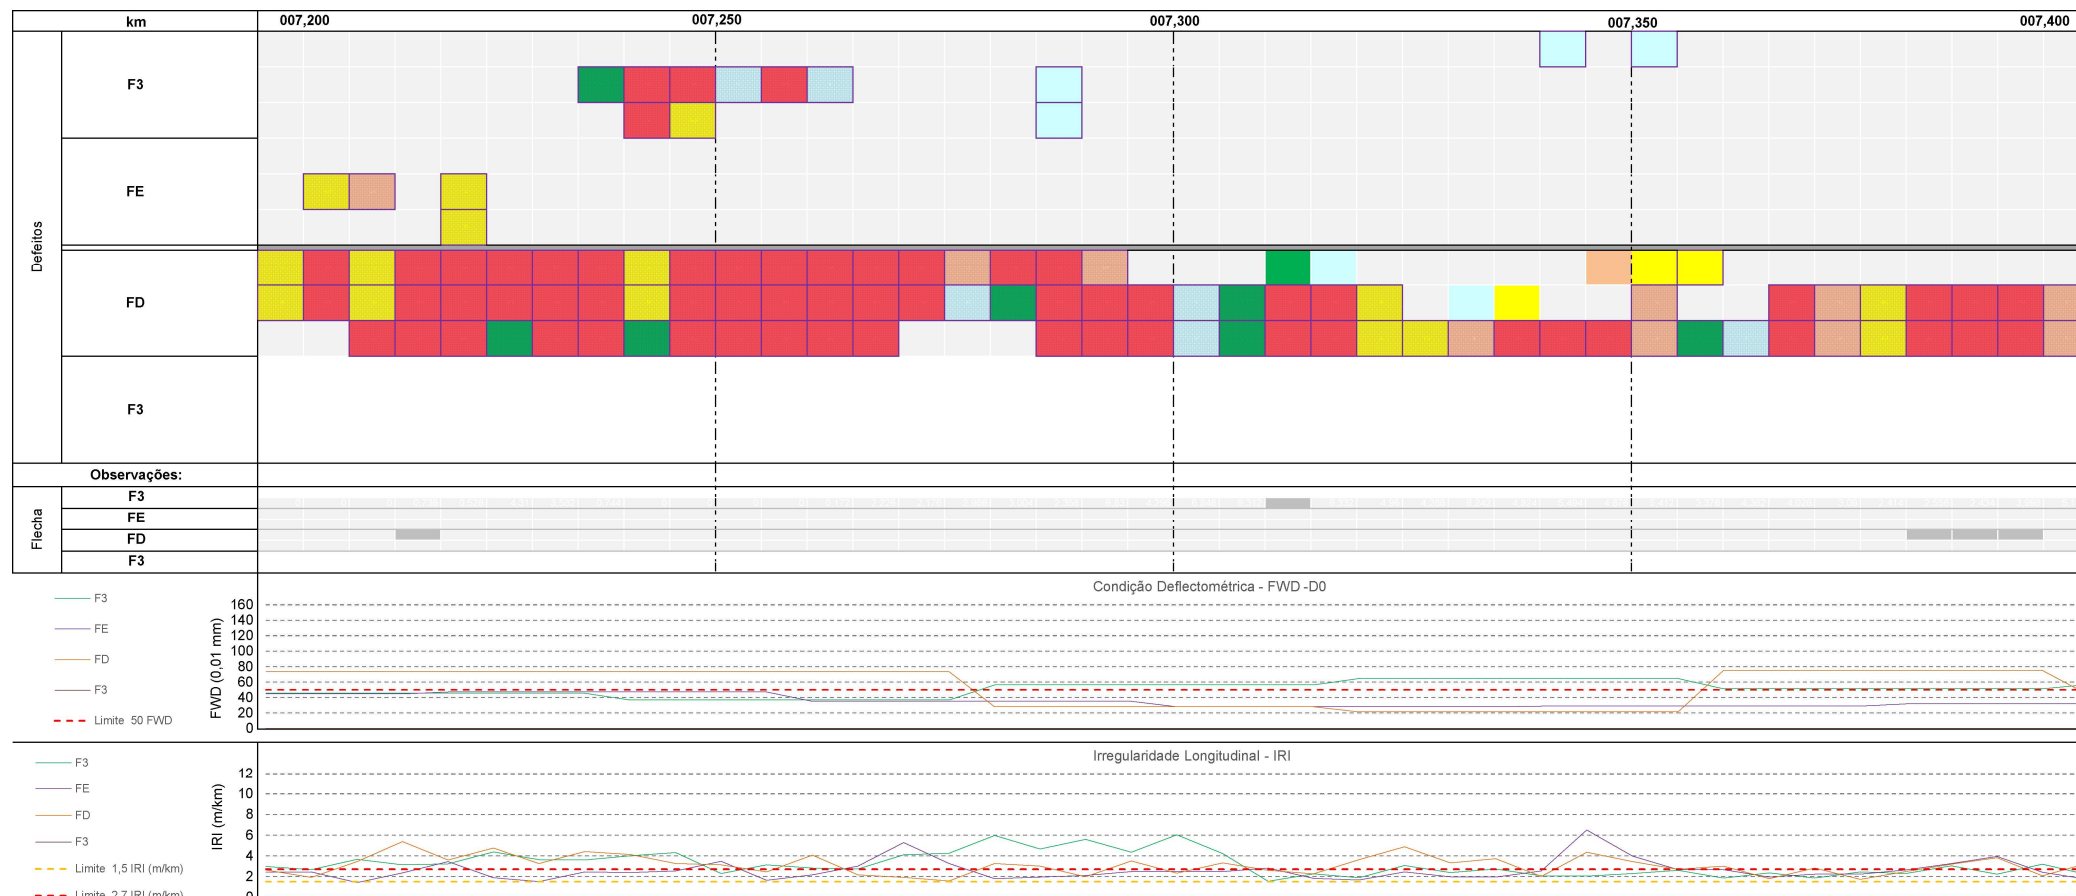 km 007,200 007,250 007,300 007,350 007,400
Defeitos
F3
FE
FD
F3
Observações:
Flecha
F3
FE
FD
F3
Condição Deflectométrica - FWD -D0
F3
FE
FD
F3
Limite 50 FWD
FWD (0,01 mm)
160
140
120
100
80
60
40
20
0
Irregularidade Longitudinal - IRI
F3
FE
FD
F3
Limite 1,5 IRI (m/km)
Limite 2,7 IRI (m/km)
IRI (m/km)
12
10
8
6
4
2
0